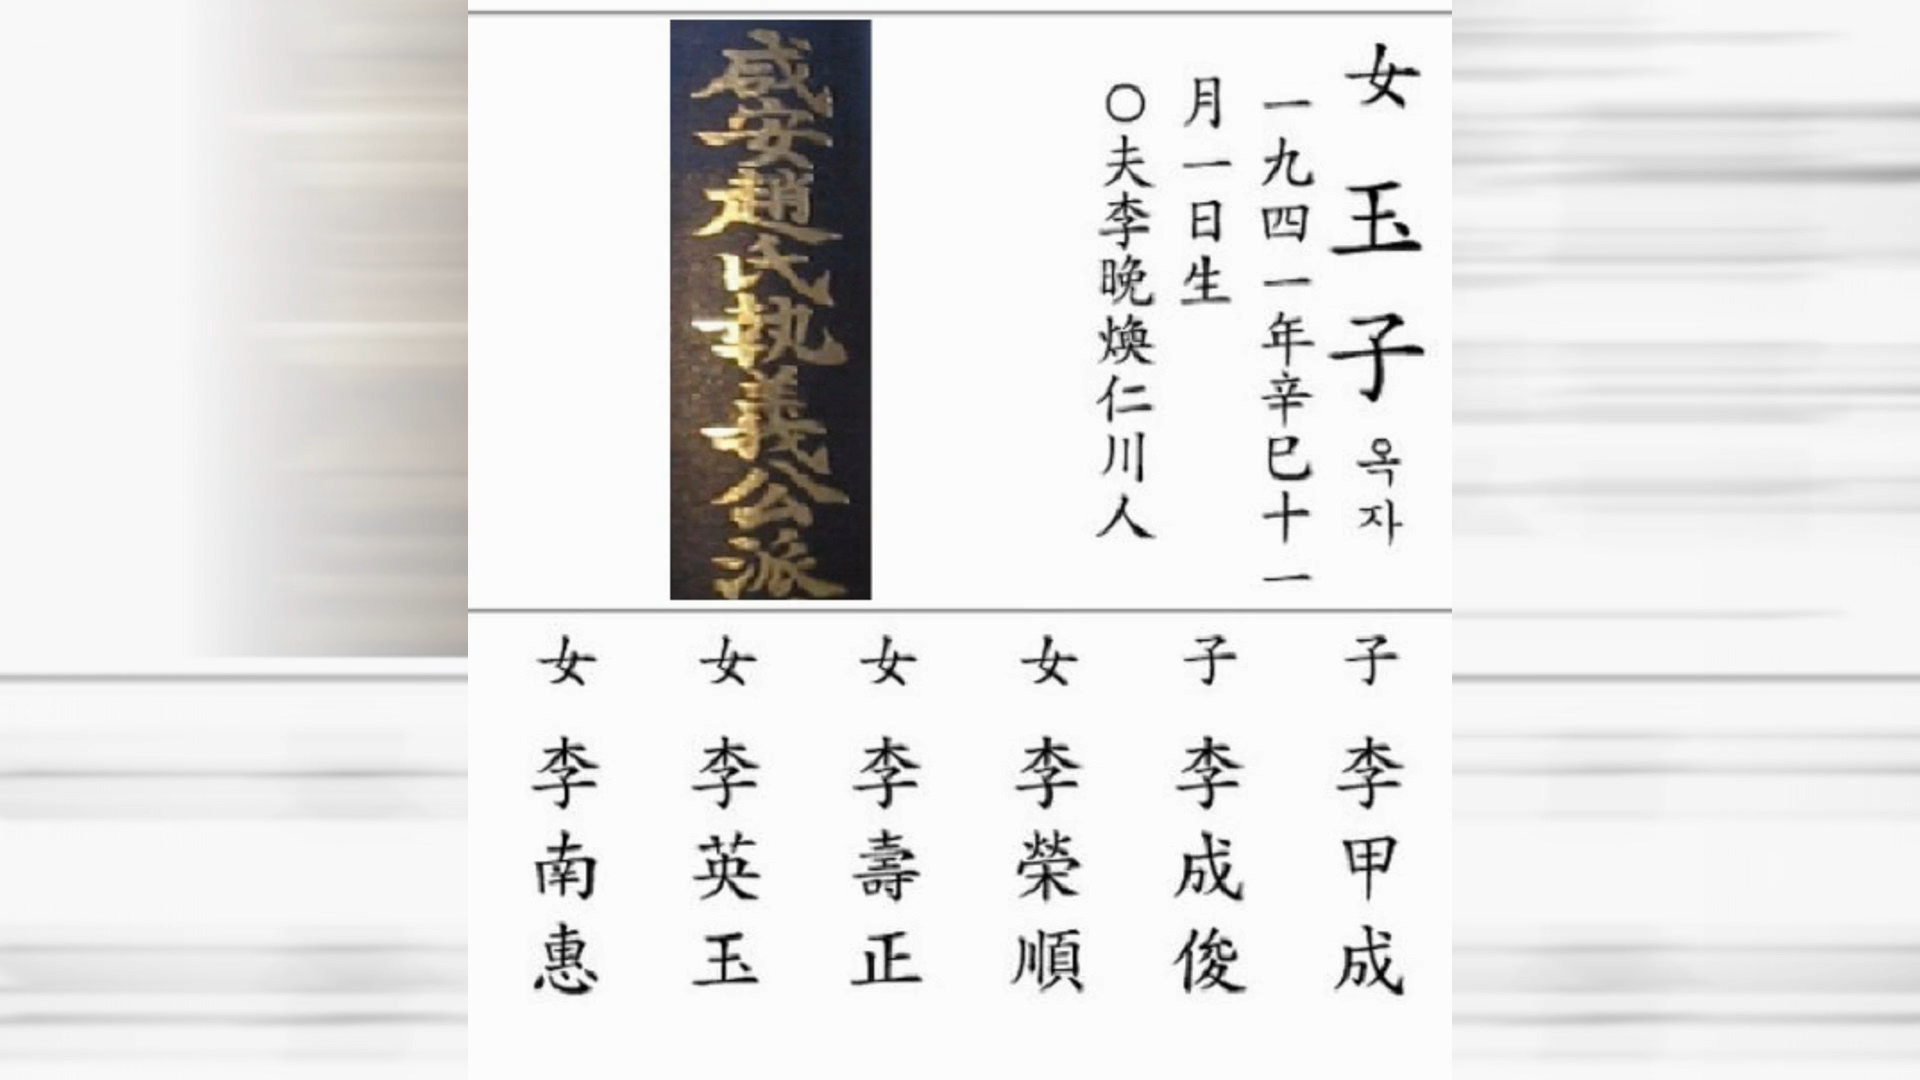 女 玉 子 옥자
一九四一年辛巳十一
月一日生
〇夫李晩煥仁川人
咸安趙氏執義公派
子 李甲成
子 李成俊
女 李榮順
女 李壽正
女 李英玉
女 李南惠